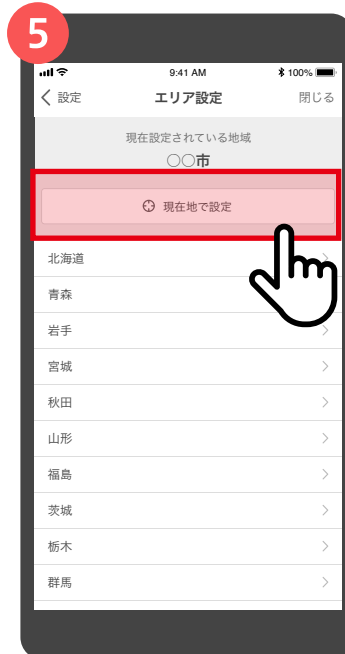 5
9:41 AM
100%
設定
エリア設定
閉じる
現在設定されている地域
〇〇市
現在地で設定
北海道
青森
岩手
宮城
秋田
山形
福島
茨城
栃木
群馬